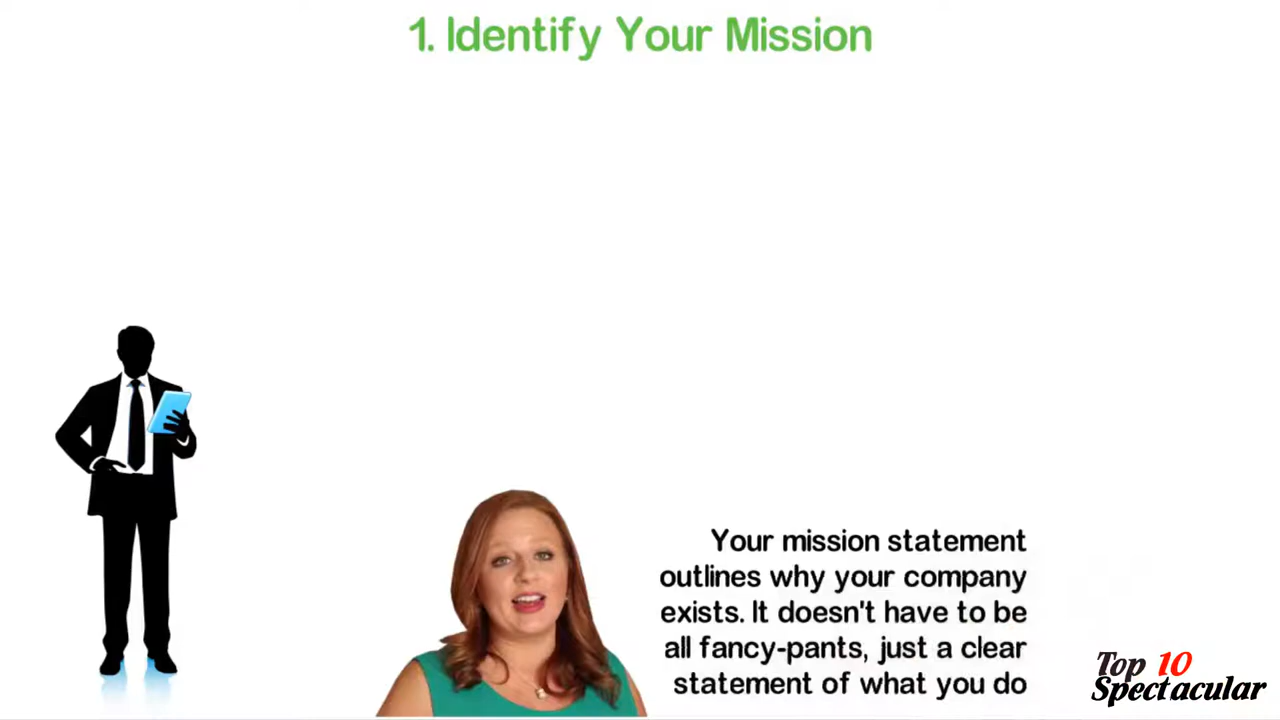 1. Identify Your Mission
Your mission statement
outlines why your company
exists. It doesn't have to be
all fancy-pants, just a clear
statement of what you do
Top 10
Spectacular